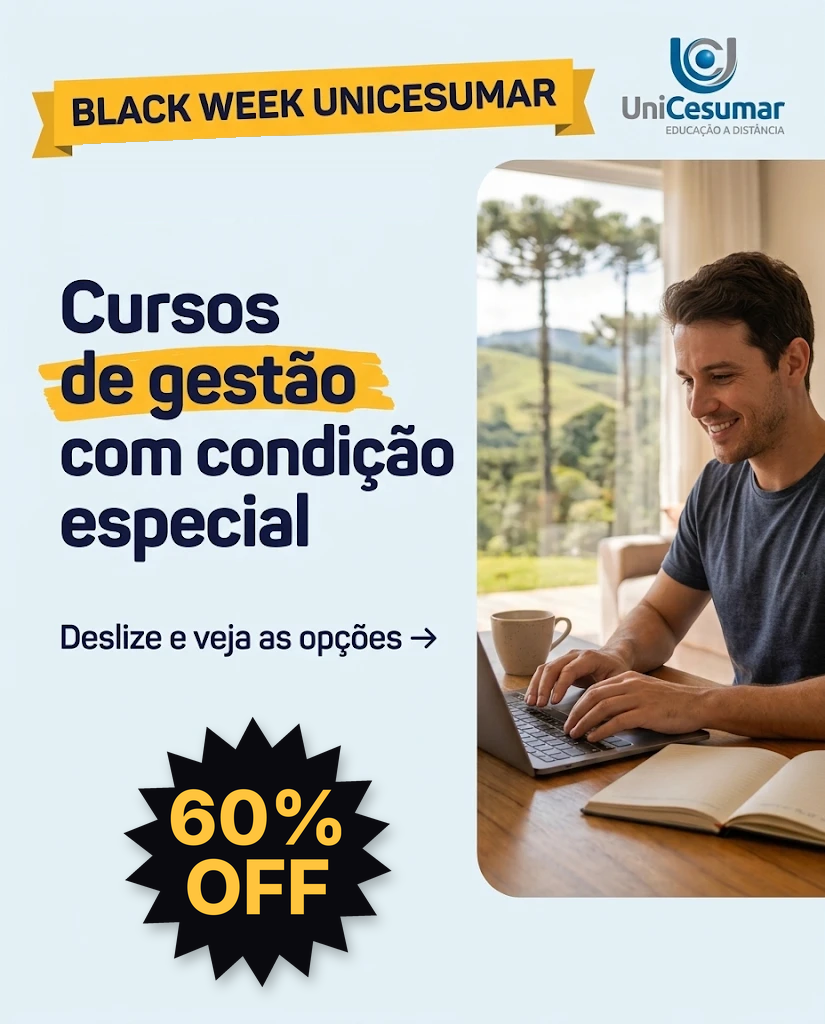 BLACK WEEK UNICESUMAR
UniCesumar
EDUCAÇÃO A DISTÂNCIA
Cursos
de gestão
com condição
especial
Deslize e veja as opções →
60%
OFF